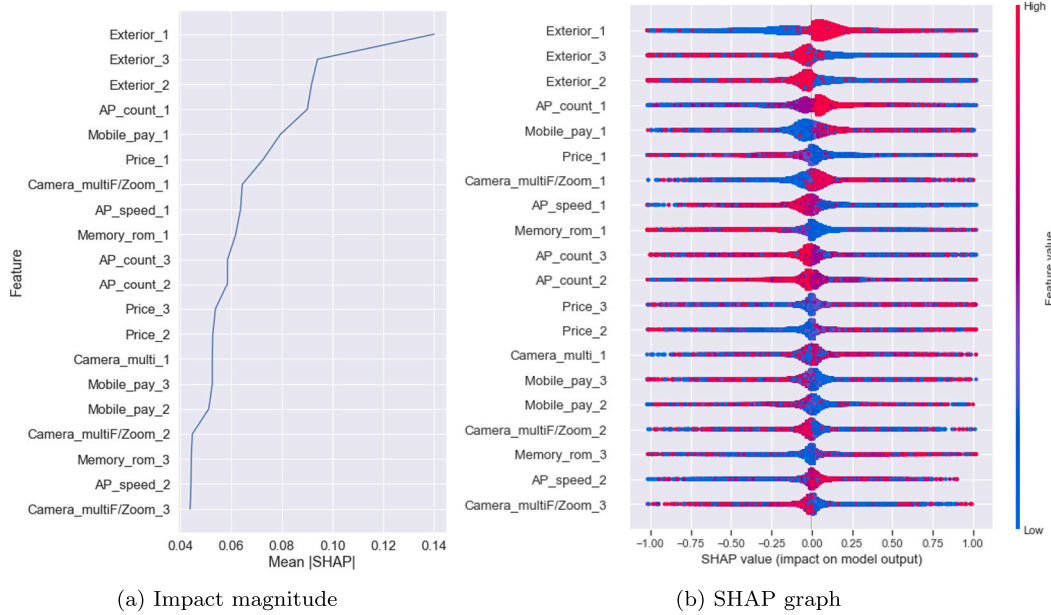 Feature
Exterior_1
Exterior_3
Exterior_2
AP_count_1
Mobile_pay_1
Price_1
Camera_multiF/Zoom_1
AP_speed_1
Memory_rom_1
AP_count_3
AP_count_2
Price_3
Price_2
Camera_multi_1
Mobile_pay_3
Mobile_pay_2
Camera_multiF/Zoom_2
Memory_rom_3
AP_speed_2
Camera_multiF/Zoom_3
0.04 0.06 0.08 0.10 0.12 0.14
Mean |SHAP|
(a) Impact magnitude
Exterior_1
Exterior_3
Exterior_2
AP_count_1
Mobile_pay_1
Price_1
Camera_multiF/Zoom_1
AP_speed_1
Memory_rom_1
AP_count_3
AP_count_2
Price_3
Price_2
Camera_multi_1
Mobile_pay_3
Mobile_pay_2
Camera_multiF/Zoom_2
Memory_rom_3
AP_speed_2
Camera_multiF/Zoom_3
−1.00 −0.75 −0.50 −0.25 0.00 0.25 0.50 0.75 1.00
SHAP value (impact on model output)
High
Feature value
Low
(b) SHAP graph